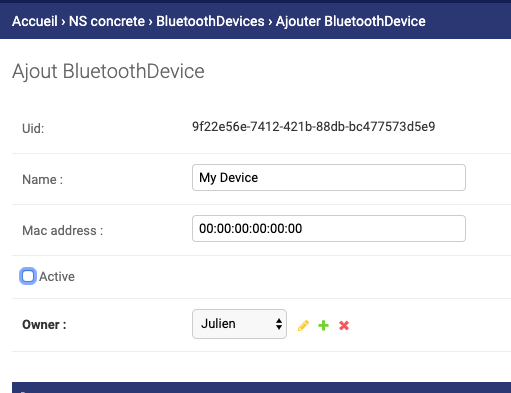 Accueil › NS concrete › BluetoothDevices › Ajouter BluetoothDevice
Ajout BluetoothDevice
Uid: 9f22e56e-7412-421b-88db-bc477573d5e9
Name : My Device
Mac address : 00:00:00:00:00:00
Active
Owner : Julien